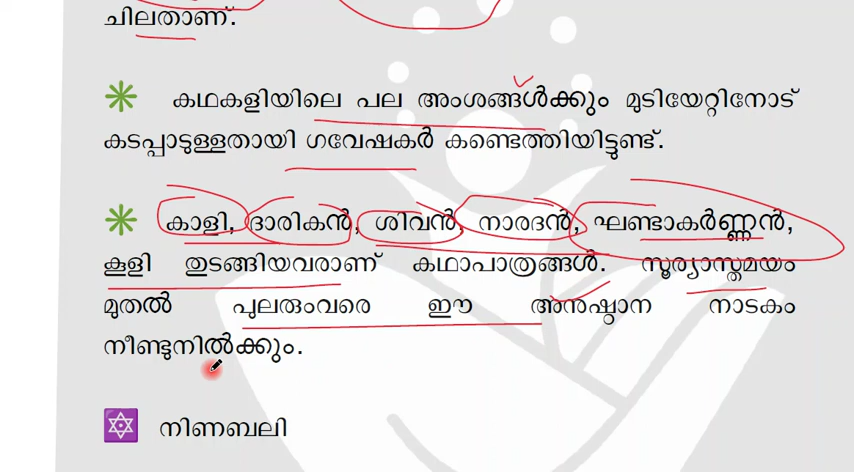 ചിലതാണ്.
കഥകളിയിലെ പല അംശങ്ങൾക്കും മുടിയേറ്റിനോട്
കടപ്പാടുള്ളതായി ഗവേഷകർ കണ്ടെത്തിയിട്ടുണ്ട്.
കാളി, ദാരികൻ, ശിവൻ, നാരദൻ, ഘണ്ടാകർണ്ണൻ,
കൂളി തുടങ്ങിയവരാണ് കഥാപാത്രങ്ങൾ. സൂര്യാസ്തമയം
മുതൽ പുലരുംവരെ ഈ അനുഷ്ഠാന നാടകം
നീണ്ടുനിൽക്കും.
നിണബലി